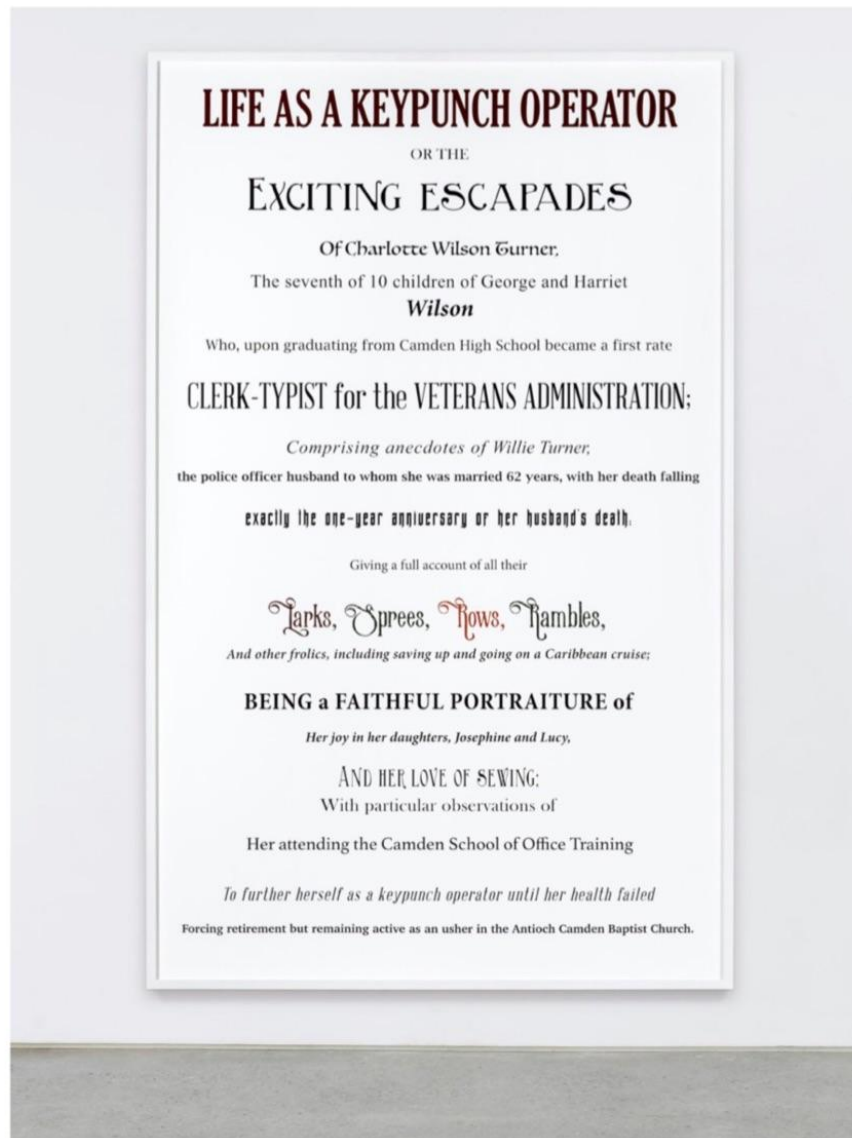 LIFE AS A KEYPUNCH OPERATOR
OR THE
EXCITING ESCAPADES
Of Charlotte Wilson Turner,
The seventh of 10 children of George and Harriet
Wilson
Who, upon graduating from Camden High School became a first rate
CLERK-TYPIST for the VETERANS ADMINISTRATION;
Comprising anecdotes of Willie Turner,
the police officer husband to whom she was married 62 years, with her death falling
exactly the one-year anniversary or her husband's death.
Giving a full account of all their
Larks, Sprees, Rows, Rambles,
And other frolics, including saving up and going on a Caribbean cruise;
BEING a FAITHFUL PORTRAITURE of
Her joy in her daughters, Josephine and Lucy,
AND HER LOVE OF SEWING;
With particular observations of
Her attending the Camden School of Office Training
To further herself as a keypunch operator until her health failed
Forcing retirement but remaining active as an usher in the Antioch Camden Baptist Church.